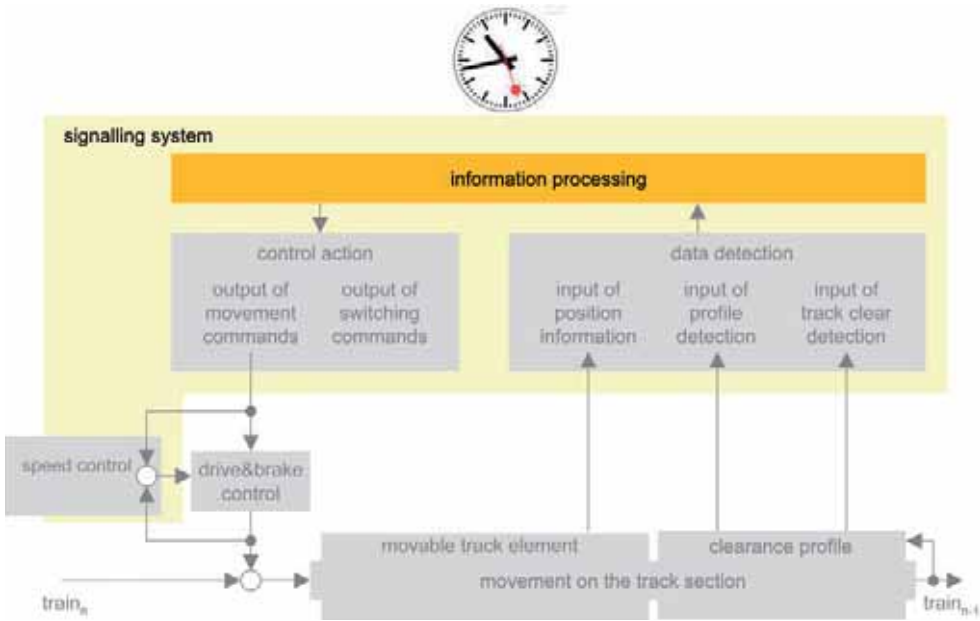 signalling system
information processing
control action
data detection
output of
movement
commands
output of
switching
commands
input of
position
information
input of
profile
detection
input of
track clear
detection
speed control
drive&brake
control
movable track element
clearance profile
movement on the track section
trainₙ
trainₙ₋₁